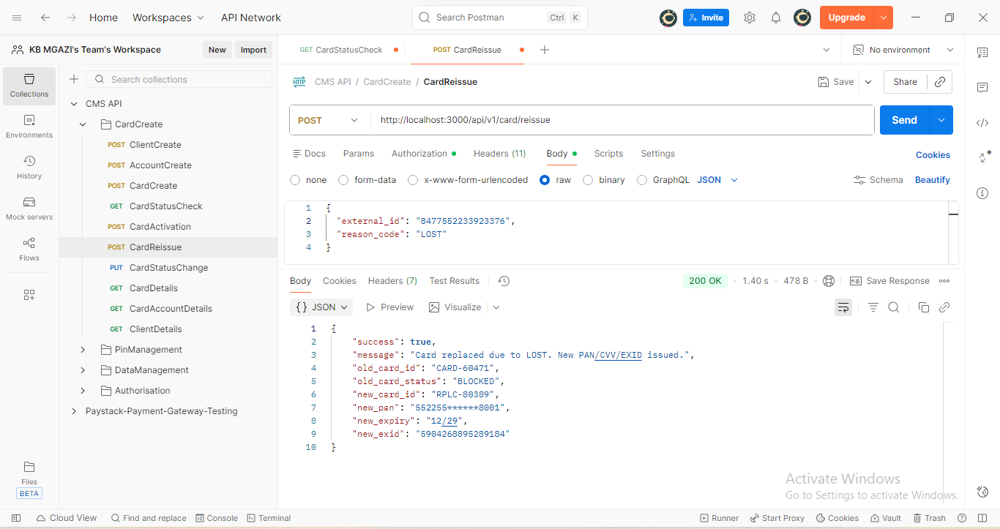 Home Workspaces API Network Search Postman Ctrl K Invite Upgrade
KB MGAZI's Team's Workspace New Import GET CardStatusCheck POST CardReissue No environment
Collections
Environments
History
Mock servers
Flows
Files
BETA
Search collections
CMS API
CardCreate
POST ClientCreate
POST AccountCreate
POST CardCreate
GET CardStatusCheck
POST CardActivation
POST CardReissue
PUT CardStatusChange
GET CardDetails
GET CardAccountDetails
GET ClientDetails
PinManagement
DataManagement
Authorisation
Paystack-Payment-Gateway-Testing
HTTP CMS API / CardCreate / CardReissue Save Share
POST http://localhost:3000/api/v1/card/reissue Send
Docs Params Authorization Headers (11) Body Scripts Settings Cookies
none form-data x-www-form-urlencoded raw binary GraphQL JSON Schema Beautify
1 {
2 "external_id": "8477552233923376",
3 "reason_code": "LOST"
4 }
Body Cookies Headers (7) Test Results 200 OK 1.40 s 478 B e.g. Save Response
{} JSON Preview Visualize
1 {
2 "success": true,
3 "message": "Card replaced due to LOST. New PAN/CVV/EXID issued.",
4 "old_card_id": "CARD-60471",
5 "old_card_status": "BLOCKED",
6 "new_card_id": "RPLC-80389",
7 "new_pan": "552255******8001",
8 "new_expiry": "12/29",
9 "new_exid": "5904268895289184"
10 }
Activate Windows
Go to Settings to activate Windows.
Cloud View Find and replace Console Terminal Runner Start Proxy Cookies Vault Trash